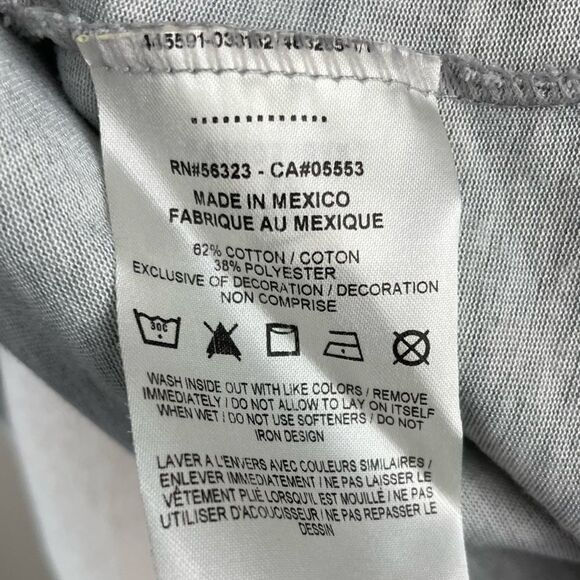 RN#56323 - CA#05553
MADE IN MEXICO
FABRIQUE AU MEXIQUE
62% COTTON / COTON
38% POLYESTER
EXCLUSIVE OF DECORATION / DECORATION
NON COMPRISE
30C
WASH INSIDE OUT WITH LIKE COLORS / REMOVE
IMMEDIATELY / DO NOT ALLOW TO LAY ON ITSELF
WHEN WET / DO NOT USE SOFTENERS / DO NOT
IRON DESIGN
LAVER A L'ENVERS AVEC COULEURS SIMILAIRES /
ENLEVER IMMEDIATEMENT / NE PAS LAISSER LE
VÊTEMENT PLIÉ LORSQU'IL EST MOUILLÉ / NE PAS
UTILISER D'ADOUCISSEUR / NE PAS REPASSER LE
DESSIN